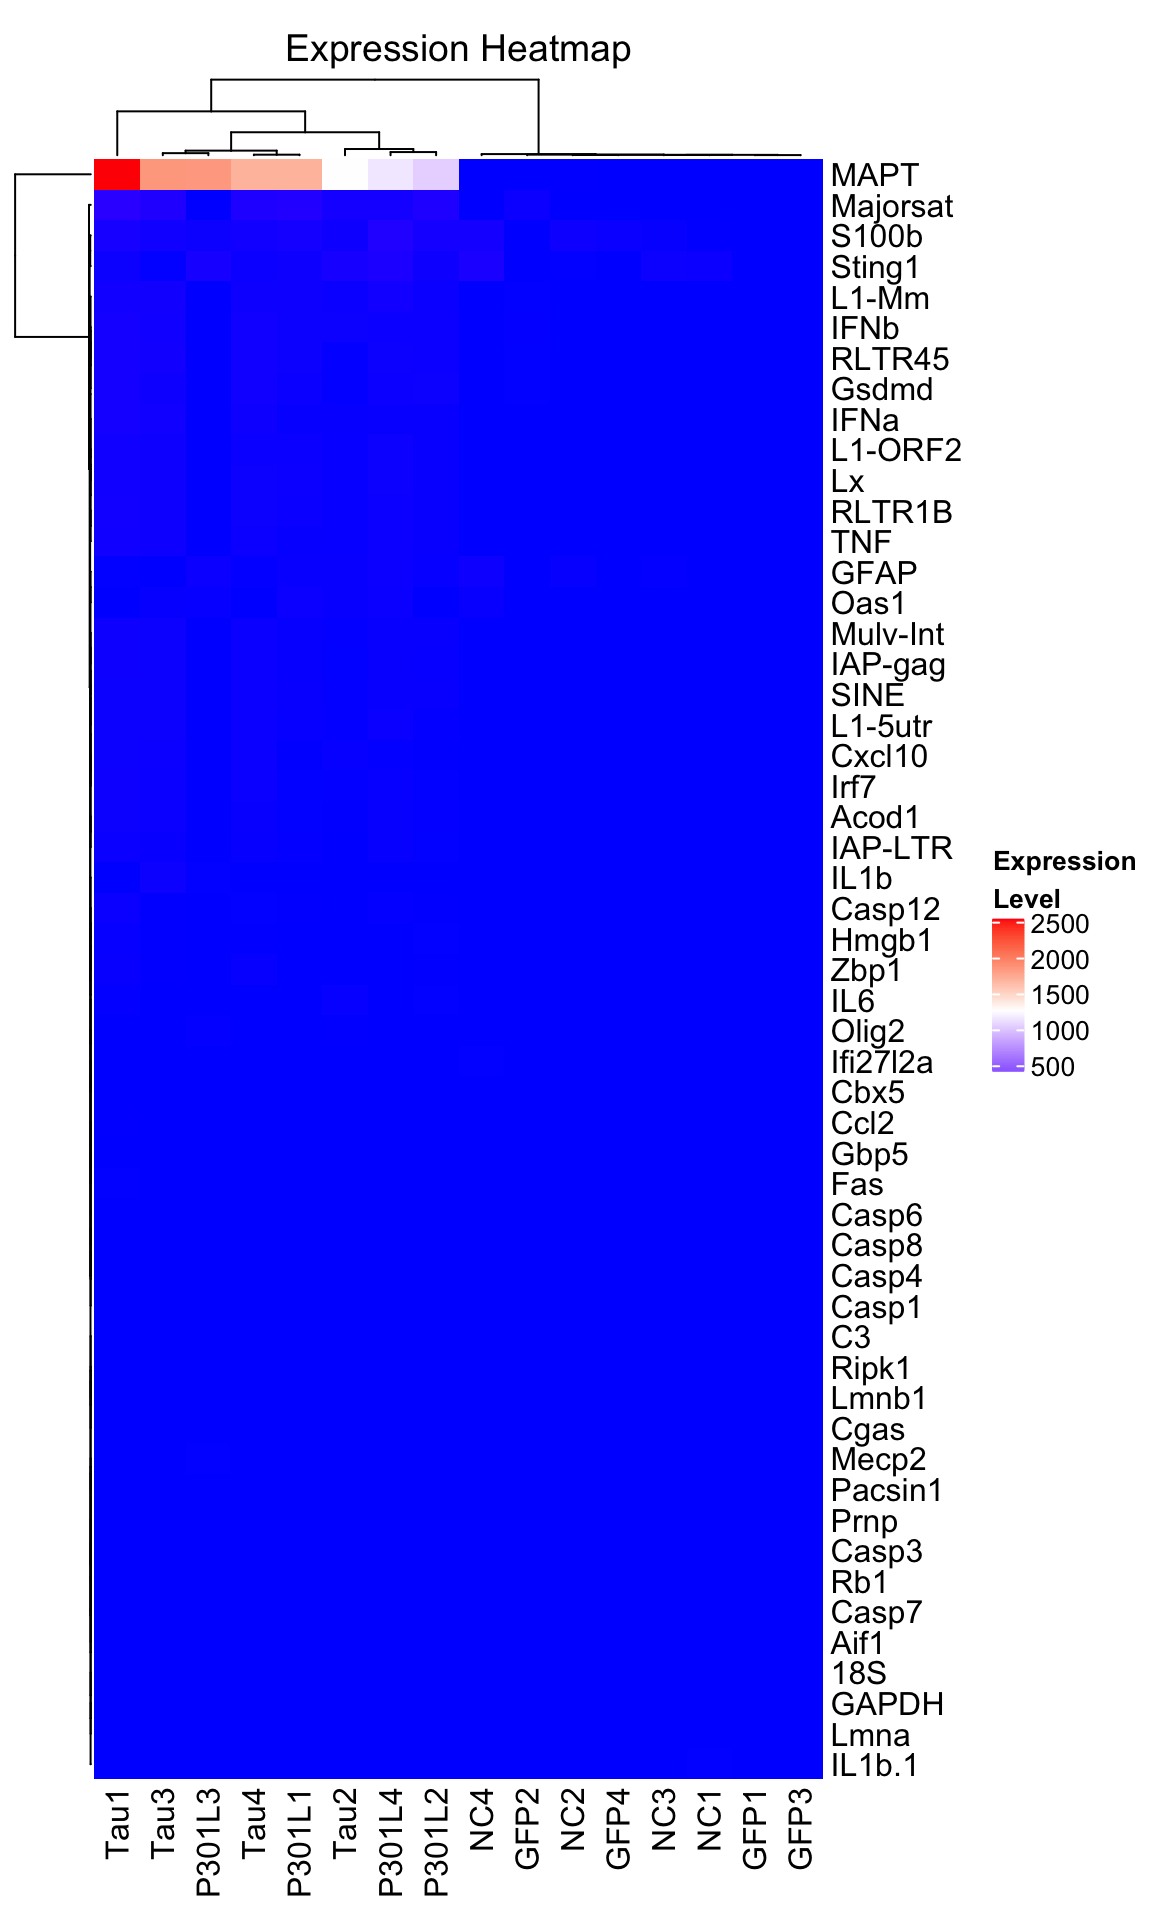 Expression Heatmap
MAPT
Majorsat
S100b
Sting1
L1-Mm
IFNb
RLTR45
Gsdmd
IFNa
L1-ORF2
Lx
RLTR1B
TNF
GFAP
Oas1
Mulv-Int
IAP-gag
SINE
L1-5utr
Cxcl10
Irf7
Acod1
IAP-LTR
IL1b
Casp12
Hmgb1
Zbp1
IL6
Olig2
Ifi27l2a
Cbx5
Ccl2
Gbp5
Fas
Casp6
Casp8
Casp4
Casp1
C3
Ripk1
Lmnb1
Cgas
Mecp2
Pacsin1
Prnp
Casp3
Rb1
Casp7
Aif1
18S
GAPDH
Lmna
IL1b.1
Expression
Level
2500
2000
1500
1000
500
Tau1
Tau3
P301L3
Tau4
P301L1
Tau2
P301L4
P301L2
NC4
GFP2
NC2
GFP4
NC3
NC1
GFP1
GFP3